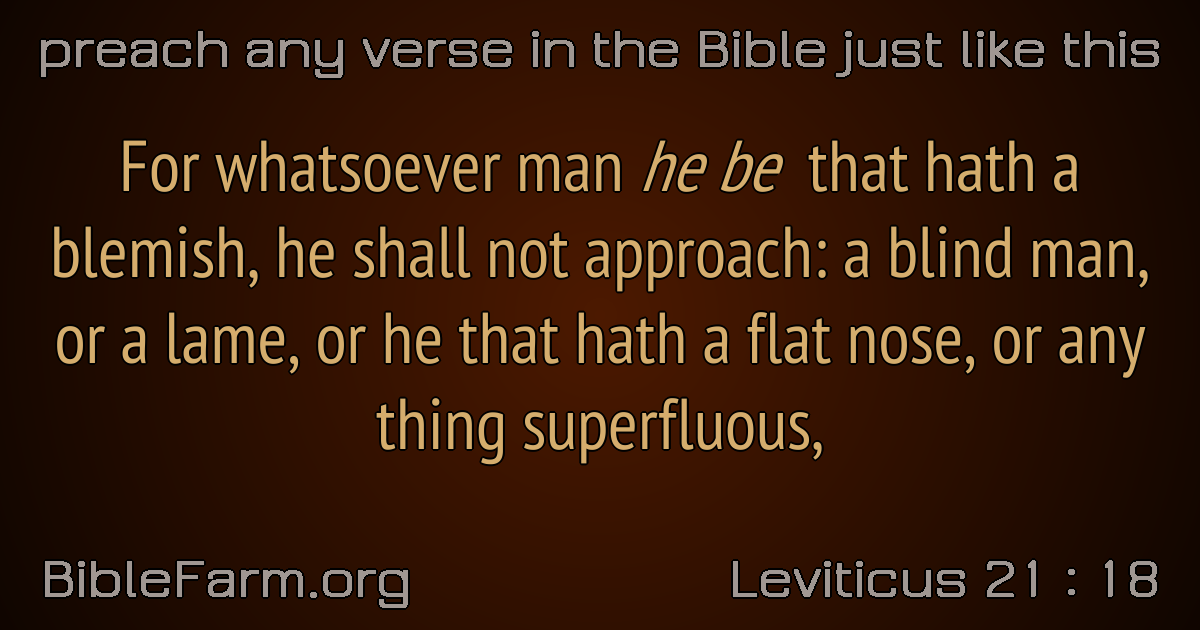 preach any verse in the Bible just like this
For whatsoever man he be that hath a
blemish, he shall not approach: a blind man,
or a lame, or he that hath a flat nose, or any
thing superfluous,
BibleFarm.org
Leviticus 21 : 18